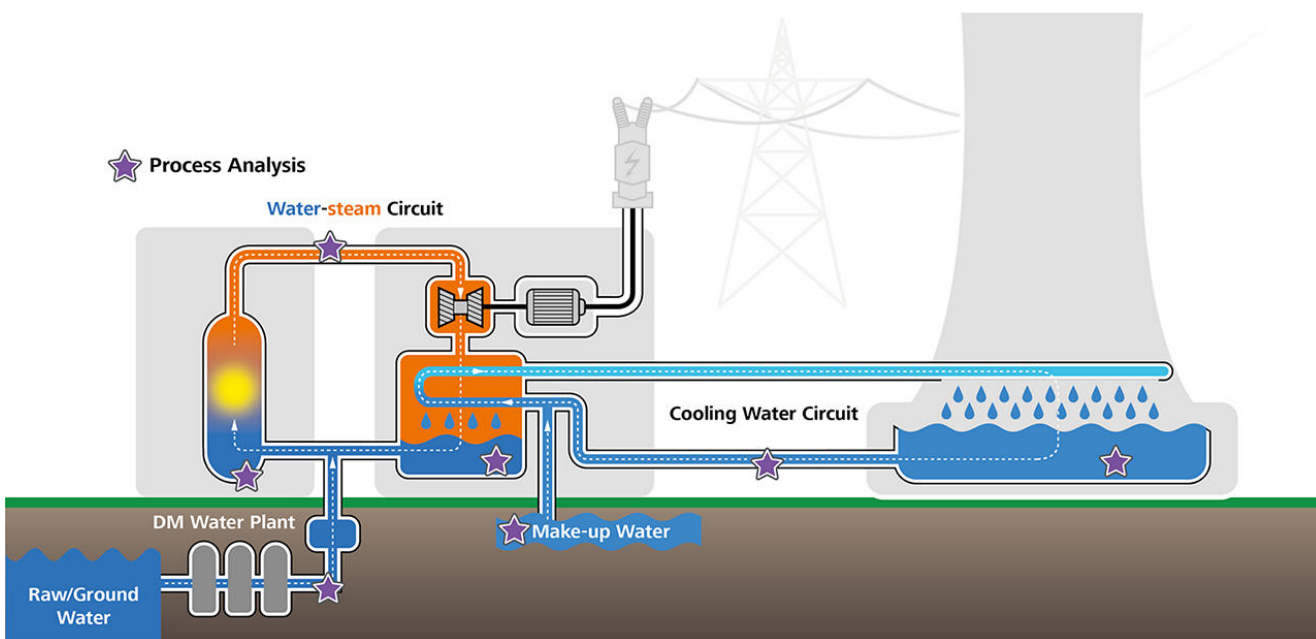 Process Analysis
Water-steam Circuit
Cooling Water Circuit
DM Water Plant
Make-up Water
Raw/Ground
Water